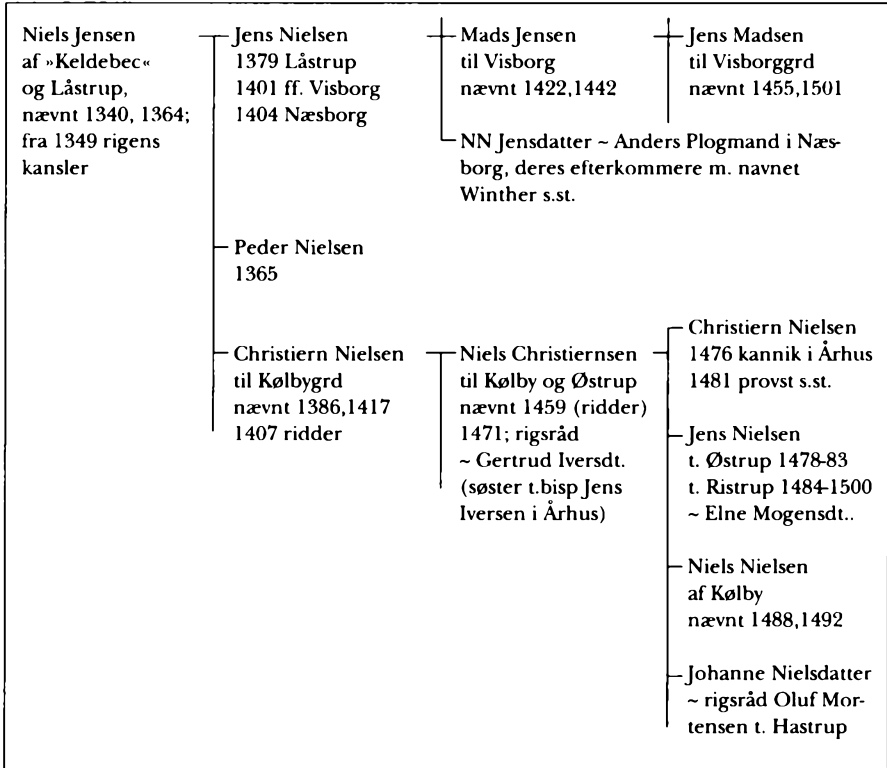 Niels Jensen
af »Keldebec«
og Låstrup,
nævnt 1340, 1364;
fra 1349 rigens
kansler
Jens Nielsen
1379 Låstrup
1401 ff. Visborg
1404 Næsborg
Mads Jensen
til Visborg
nævnt 1422,1442
Jens Madsen
til Visborggrd
nævnt 1455,1501
NN Jensdatter ~ Anders Plogmand i Næs-
borg, deres efterkommere m. navnet
Winther s.st.
Peder Nielsen
1365
Christiern Nielsen
til Kølbygrd
nævnt 1386,1417
1407 ridder
Niels Christiernsen
til Kølby og Østrup
nævnt 1459 (ridder)
1471; rigsråd
~ Gertrud Iversdt.
(søster t.bisp Jens
Iversen i Århus)
Christiern Nielsen
1476 kannik i Århus
1481 provst s.st.
Jens Nielsen
t. Østrup 1478-83
t. Ristrup 1484-1500
~ Elne Mogensdt..
Niels Nielsen
af Kølby
nævnt 1488,1492
Johanne Nielsdatter
~ rigsråd Oluf Mor-
tensen t. Hastrup